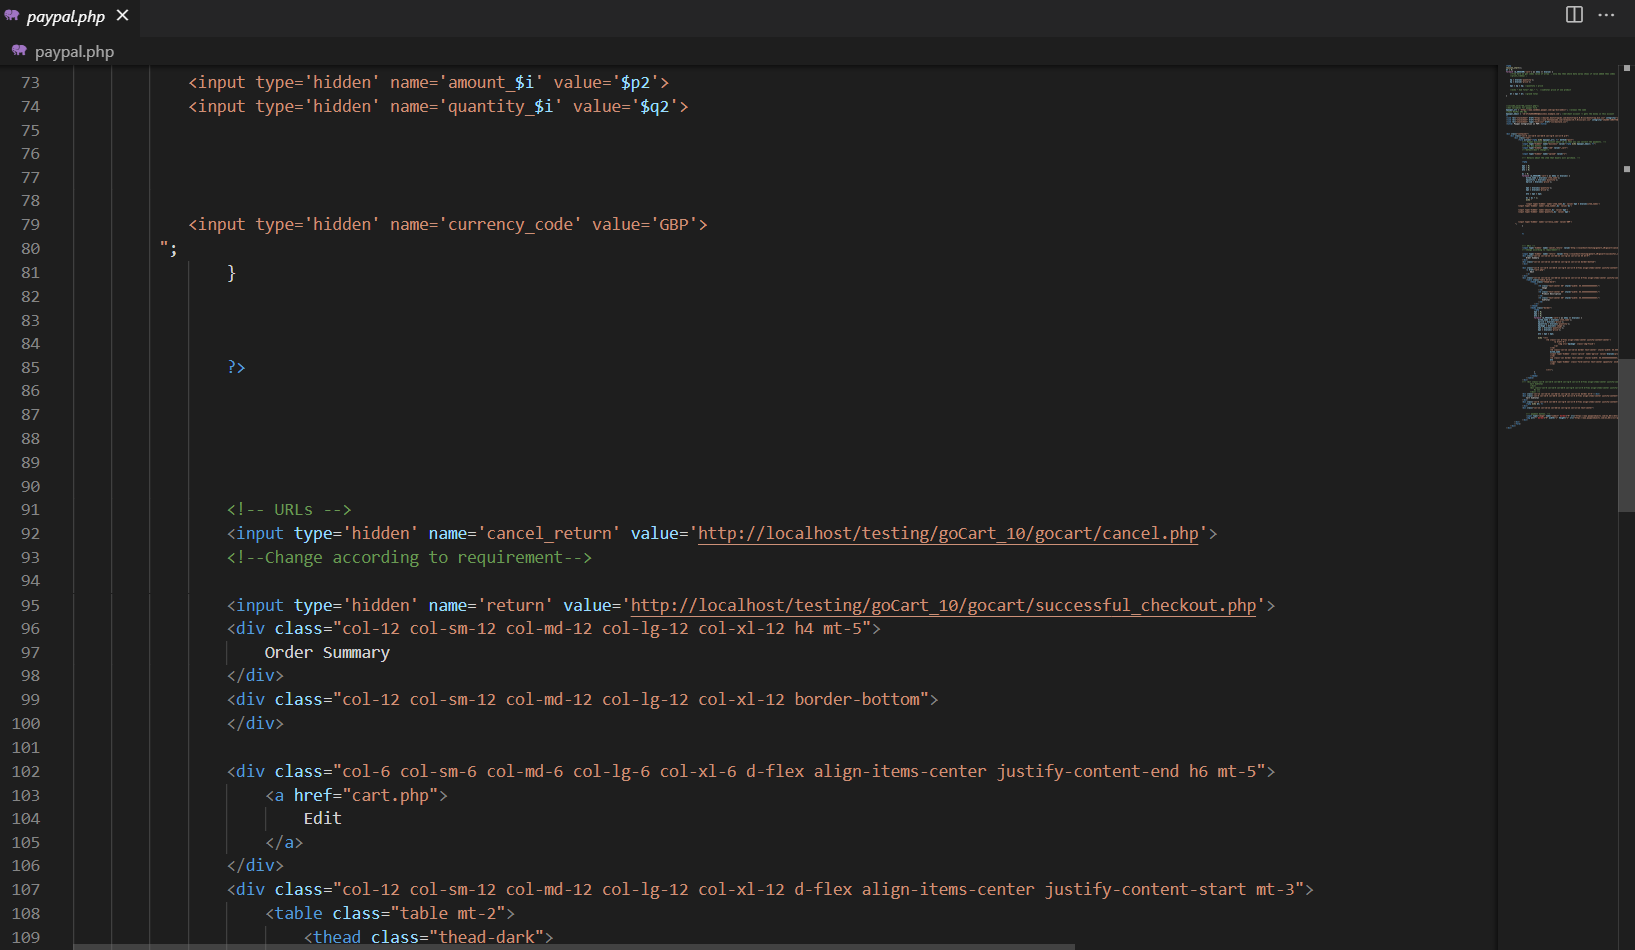 paypal.php
paypal.php
73 <input type='hidden' name='amount_$i' value='$p2'>
74 <input type='hidden' name='quantity_$i' value='$q2'>
75
76
77
78
79 <input type='hidden' name='currency_code' value='GBP'>
80 ";
81 }
82
83
84
85 ?>
86
87
88
89
90
91 <!-- URLs -->
92 <input type='hidden' name='cancel_return' value='http://localhost/testing/goCart_10/gocart/cancel.php'>
93 <!--Change according to requirement-->
94
95 <input type='hidden' name='return' value='http://localhost/testing/goCart_10/gocart/successful_checkout.php'>
96 <div class="col-12 col-sm-12 col-md-12 col-lg-12 col-xl-12 h4 mt-5">
97 Order Summary
98 </div>
99 <div class="col-12 col-sm-12 col-md-12 col-lg-12 col-xl-12 border-bottom">
100 </div>
101
102 <div class="col-6 col-sm-6 col-md-6 col-lg-6 col-xl-6 d-flex align-items-center justify-content-end h6 mt-5">
103 <a href="cart.php">
104 Edit
105 </a>
106 </div>
107 <div class="col-12 col-sm-12 col-md-12 col-lg-12 col-xl-12 d-flex align-items-center justify-content-start mt-3">
108 <table class="table mt-2">
109 <thead class="thead-dark">